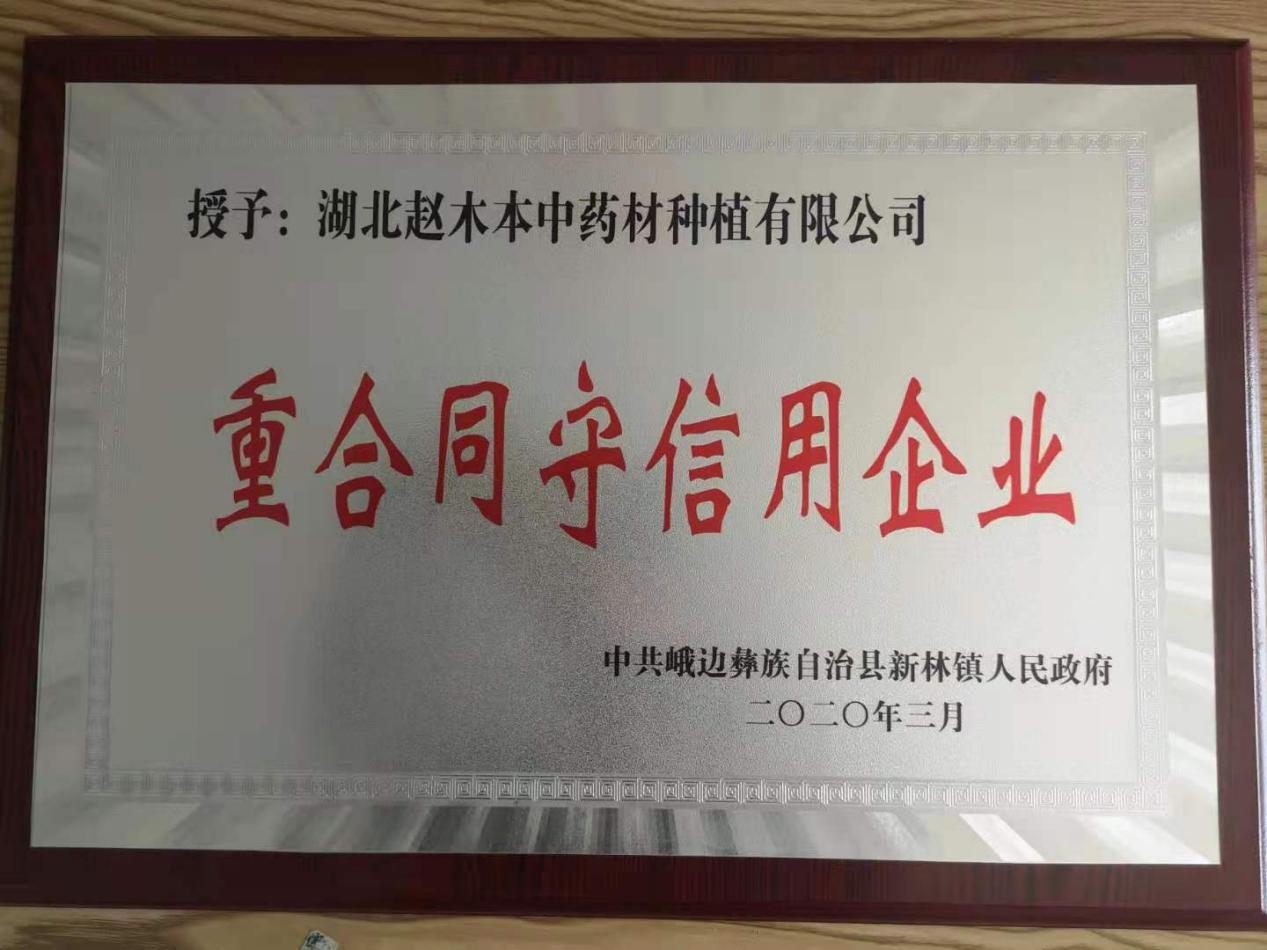 授予：湖北赵木本中药材种植有限公司
重合同守信用企业
中共峨边彝族自治县新林镇人民政府
二〇二〇年三月